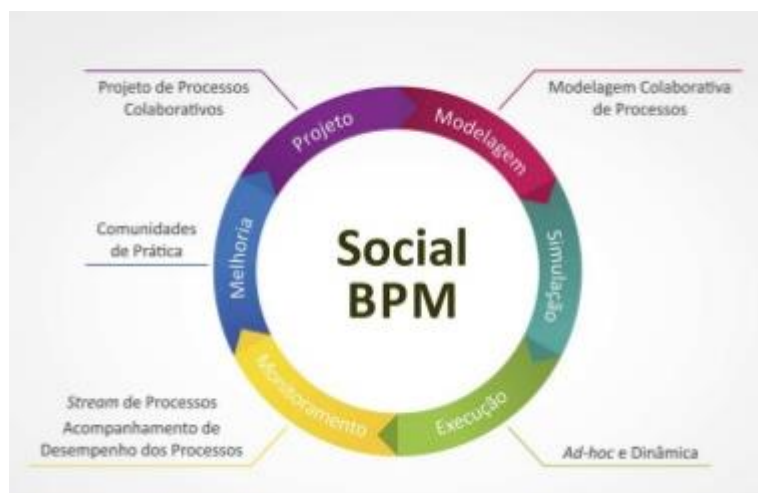 Projeto de Processos
Colaborativos
Modelagem Colaborativa
de Processos
Projeto
Modelagem
Comunidades
de Prática
Melhoria
Social
BPM
Simulação
Stream de Processos
Acompanhamento de
Desempenho dos Processos
Monitoramento
Execução
Ad-hoc e Dinâmica